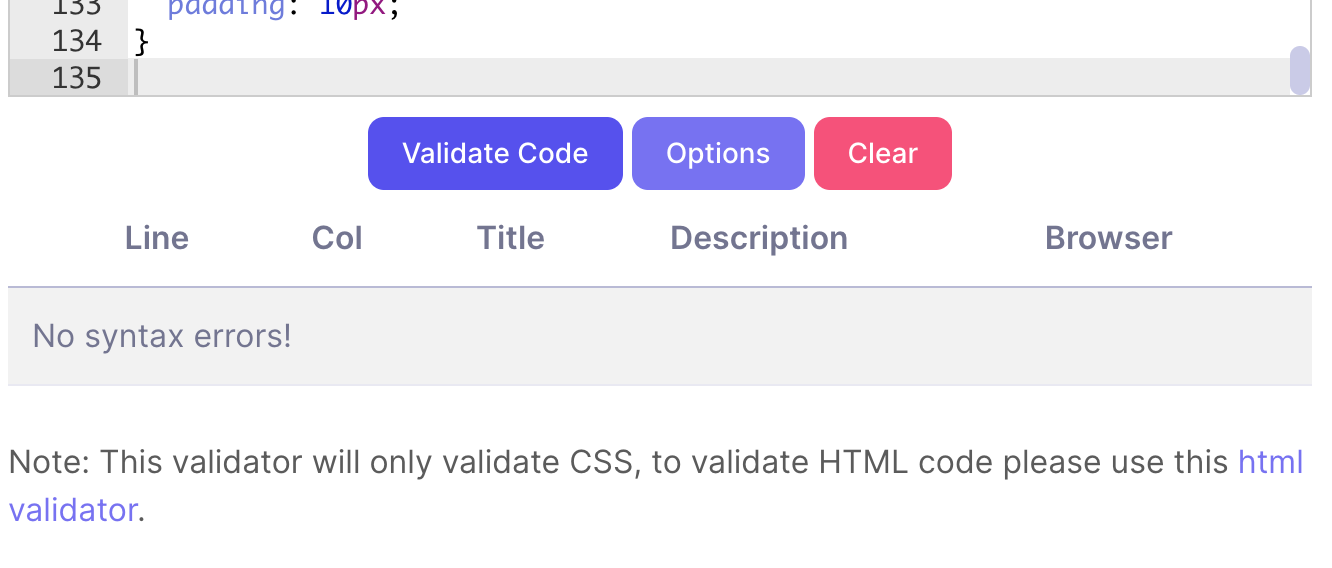 133 padding: 10px;
134 }
135
Validate Code Options Clear
Line Col Title Description Browser
No syntax errors!
Note: This validator will only validate CSS, to validate HTML code please use this html
validator.